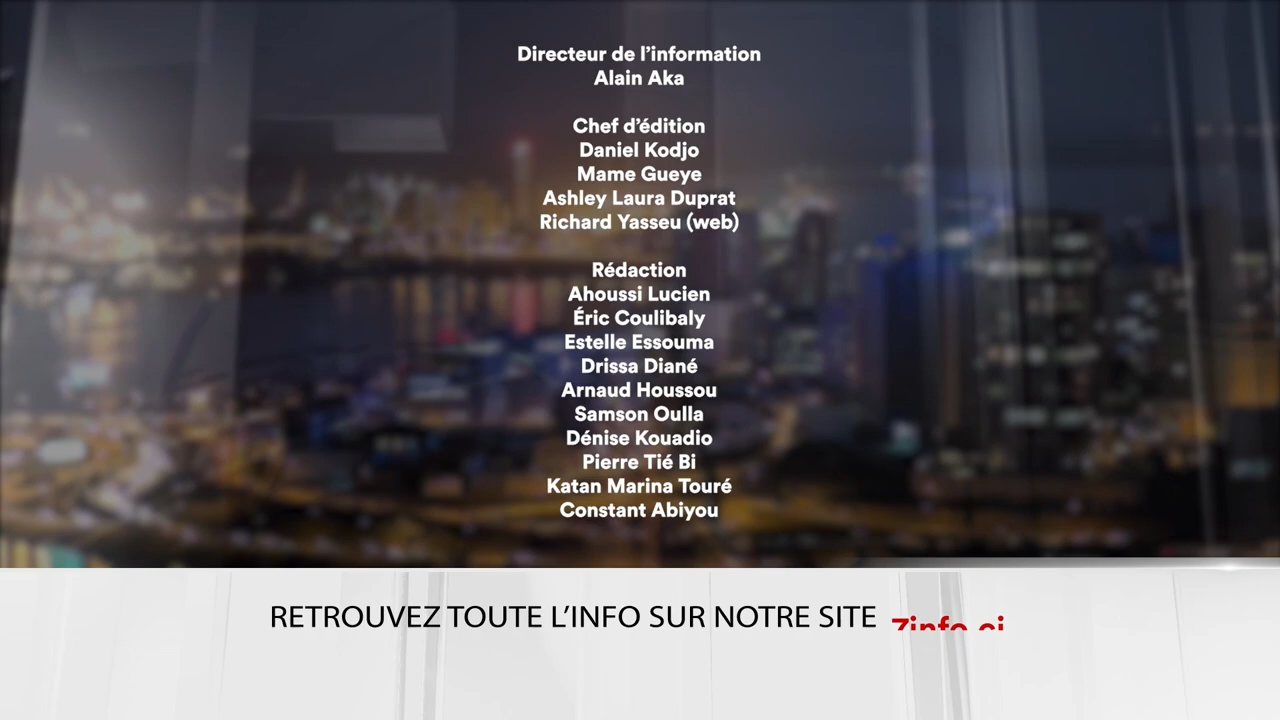 Directeur de l’information
Alain Aka
Chef d’édition
Daniel Kodjo
Mame Gueye
Ashley Laura Duprat
Richard Yasseu (web)
Rédaction
Ahoussi Lucien
Éric Coulibaly
Estelle Essouma
Drissa Diané
Arnaud Houssou
Samson Oulla
Dénise Kouadio
Pierre Tié Bi
Katan Marina Touré
Constant Abiyou
RETROUVEZ TOUTE L’INFO SUR NOTRE SITE